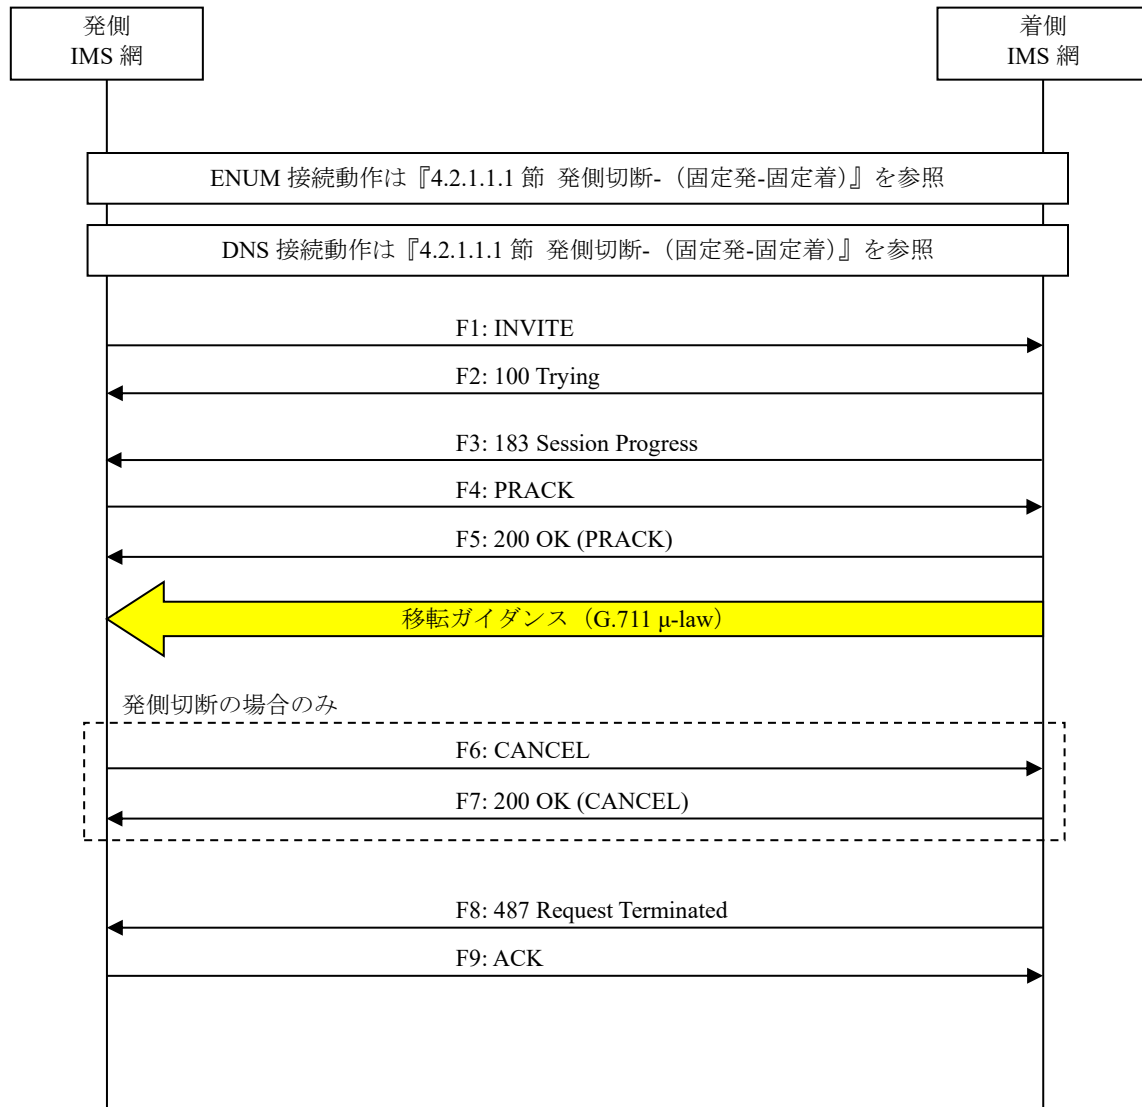 発側
IMS 網
着側
IMS 網
ENUM 接続動作は『4.2.1.1.1 節 発側切断-（固定発-固定着）』を参照
DNS 接続動作は『4.2.1.1.1 節 発側切断-（固定発-固定着）』を参照
F1: INVITE
F2: 100 Trying
F3: 183 Session Progress
F4: PRACK
F5: 200 OK (PRACK)
移転ガイダンス（G.711 μ-law）
発側切断の場合のみ
F6: CANCEL
F7: 200 OK (CANCEL)
F8: 487 Request Terminated
F9: ACK